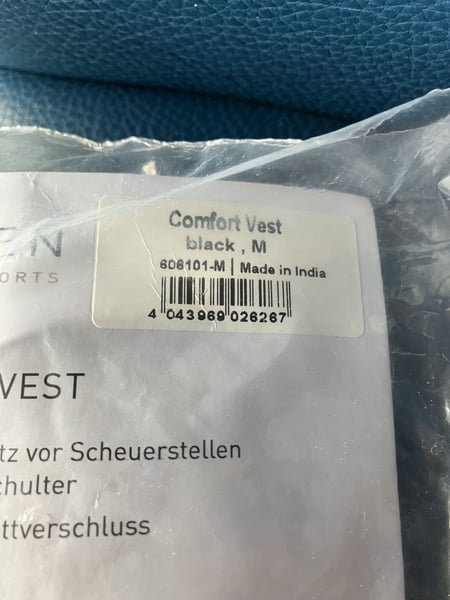 EN
ORTS
Comfort Vest
black , M
606101-M | Made in India
4 043969 026267
VEST
tz vor Scheuerstellen
chulter
ttverschluss